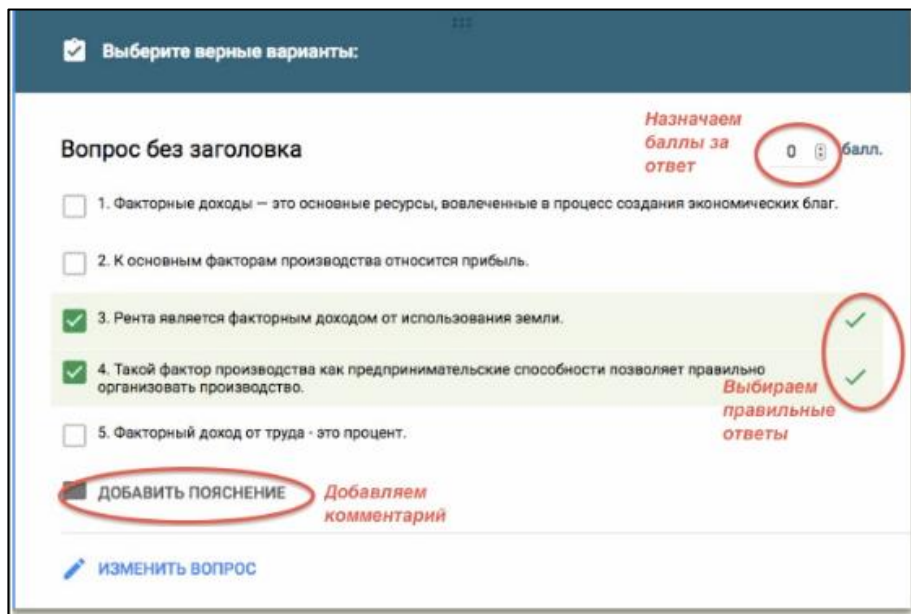 Выберите верные варианты:
Назначаем
баллы за
ответ
Вопрос без заголовка
0 балл.
1. Факторные доходы — это основные ресурсы, вовлеченные в процесс создания экономических благ.
2. К основным факторам производства относится прибыль.
3. Рента является факторным доходом от использования земли.
4. Такой фактор производства как предпринимательские способности позволяет правильно
организовать производство.
Выбираем
правильные
ответы
5. Факторный доход от труда - это процент.
ДОБАВИТЬ ПОЯСНЕНИЕ
Добавляем
комментарий
ИЗМЕНИТЬ ВОПРОС